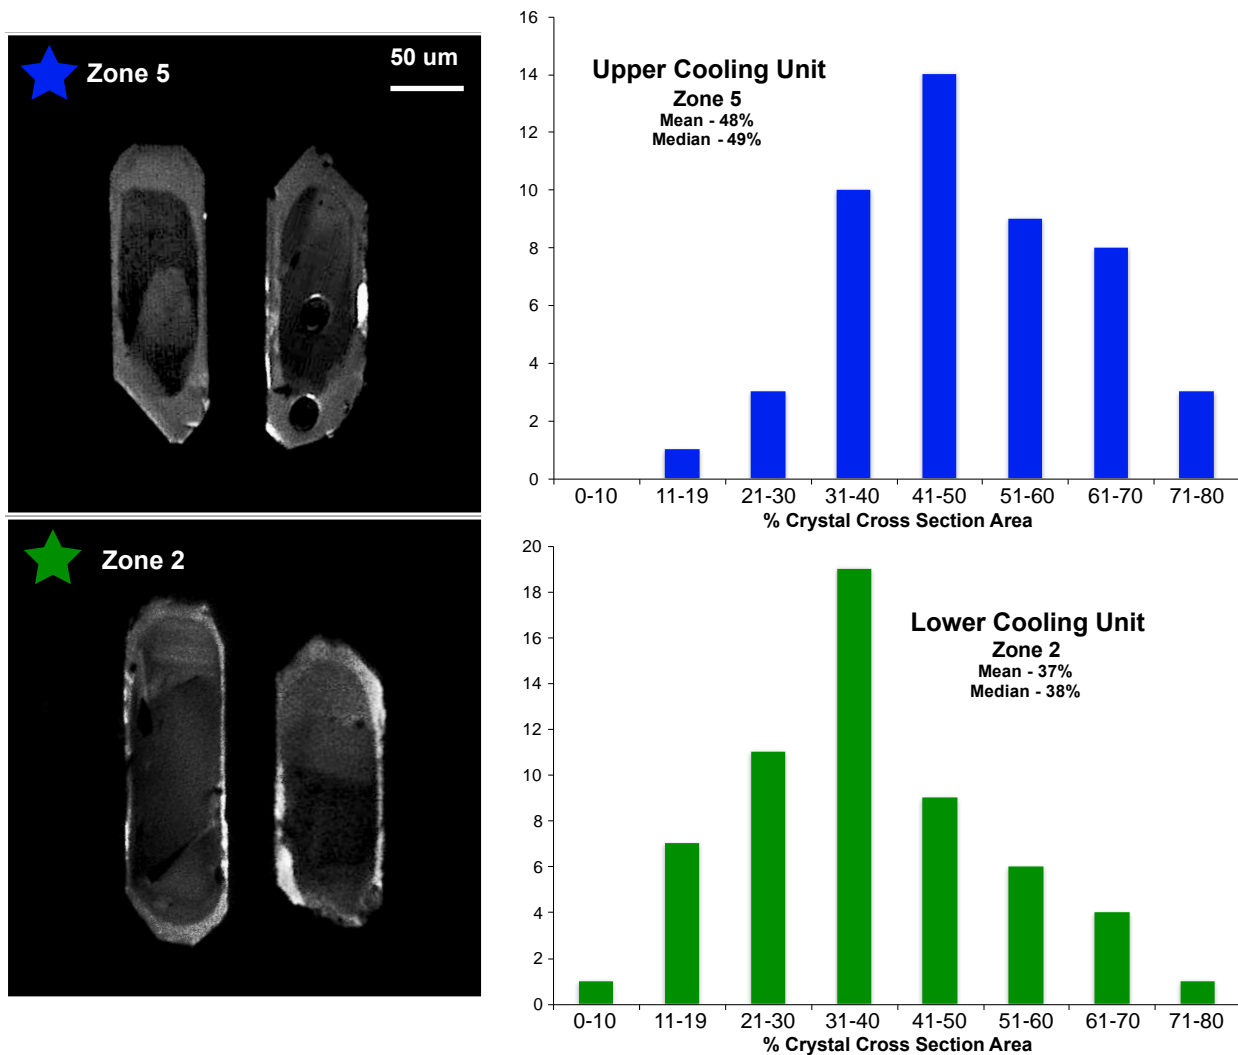 Zone 5
50 um
16
14
12
10
8
6
4
2
0
Upper Cooling Unit
Zone 5
Mean - 48%
Median - 49%
0-10 11-19 21-30 31-40 41-50 51-60 61-70 71-80
% Crystal Cross Section Area
Zone 2
20
18
16
14
12
10
8
6
4
2
0
Lower Cooling Unit
Zone 2
Mean - 37%
Median - 38%
0-10 11-19 21-30 31-40 41-50 51-60 61-70 71-80
% Crystal Cross Section Area